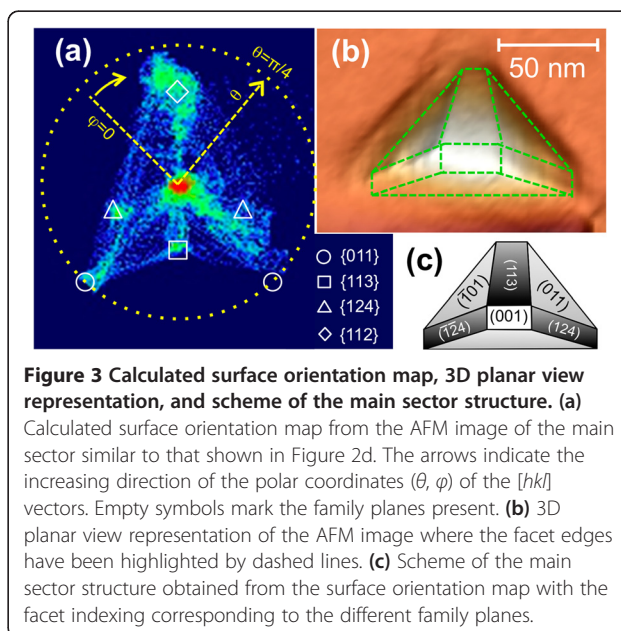 (a)
θ=π/4
θ
φ=0
(b)
50 nm
{011}
{113}
{124}
{112}
(c)
(1̄01)
(113)
(011)
(1̄24)
(001)
(124)
Figure 3 Calculated surface orientation map, 3D planar view
representation, and scheme of the main sector structure. (a)
Calculated surface orientation map from the AFM image of the main
sector similar to that shown in Figure 2d. The arrows indicate the
increasing direction of the polar coordinates (θ, φ) of the [hkl]
vectors. Empty symbols mark the family planes present. (b) 3D
planar view representation of the AFM image where the facet edges
have been highlighted by dashed lines. (c) Scheme of the main
sector structure obtained from the surface orientation map with the
facet indexing corresponding to the different family planes.